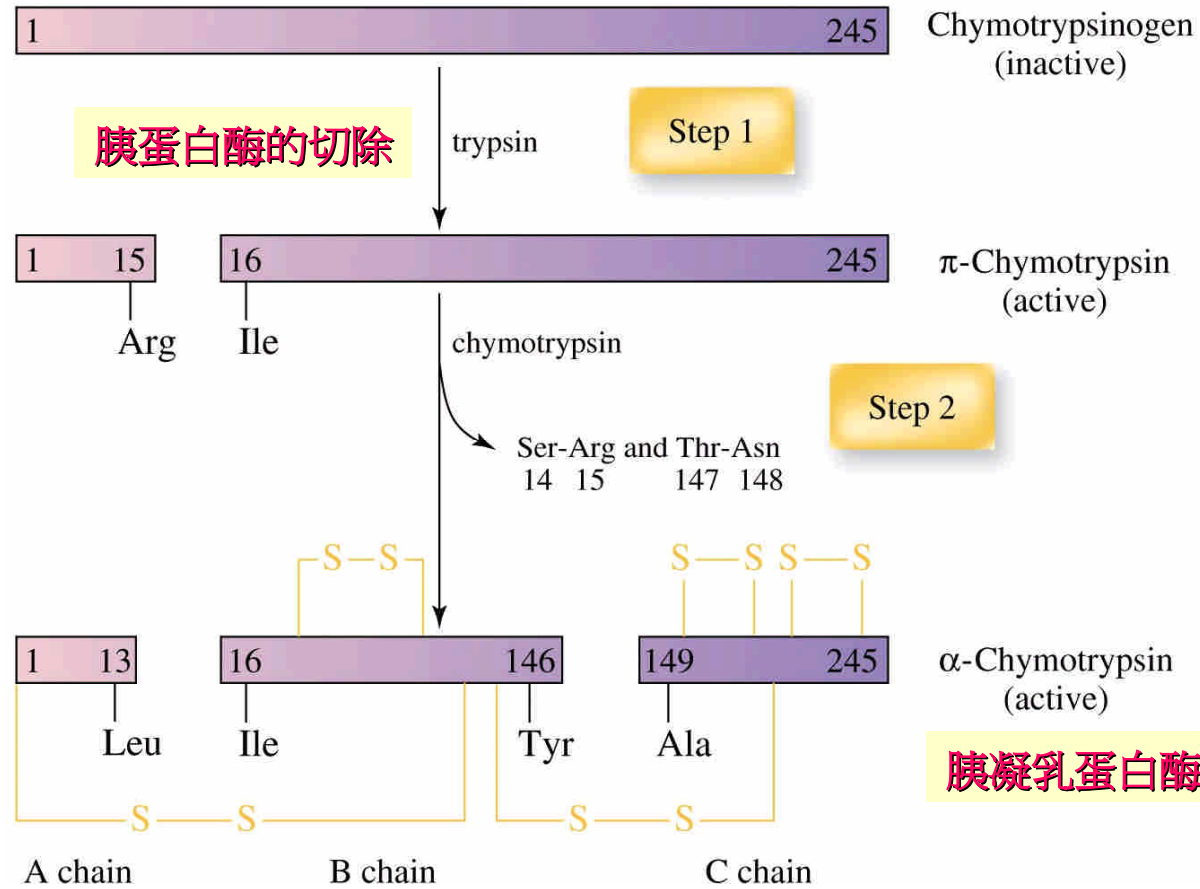 1 245 Chymotrypsinogen
(inactive)
胰蛋白酶的切除
trypsin
Step 1
1 15 16 245 π-Chymotrypsin
(active)
Arg Ile
chymotrypsin
Step 2
Ser-Arg and Thr-Asn
14 15 147 148
S S S S S S
1 13 16 146 149 245 α-Chymotrypsin
(active)
Leu Ile Tyr Ala
胰凝乳蛋白酶
S S S S
A chain B chain C chain